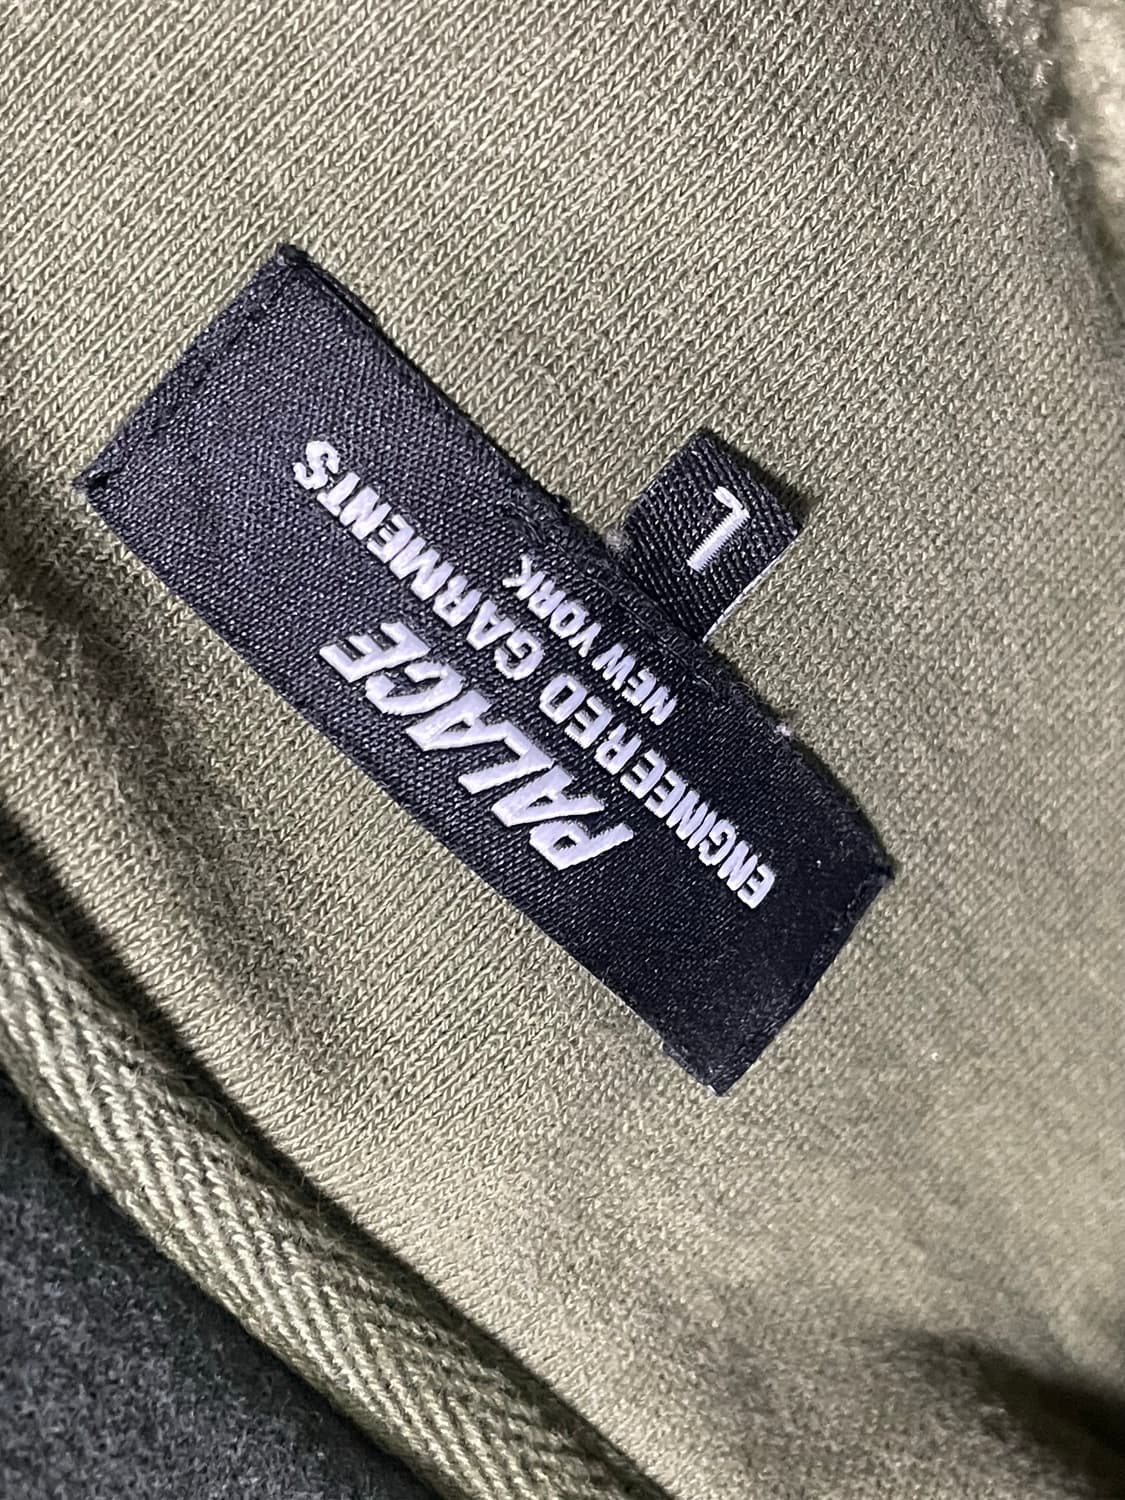 PALACE
ENGINEERED GARMENTS
NEW YORK
L